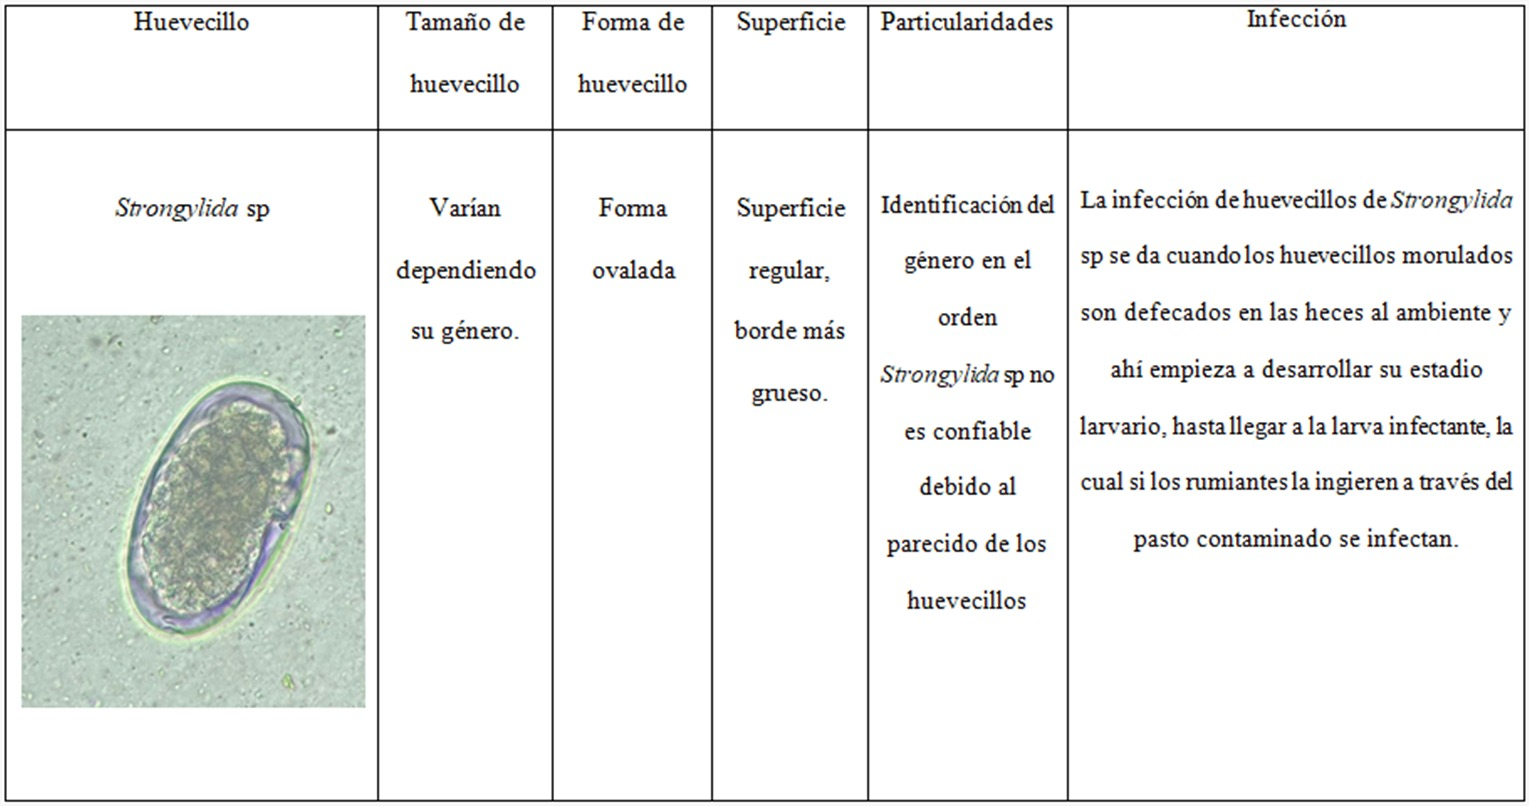 Huevecillo
Tamaño de
huevecillo
Forma de
huevecillo
Superficie
Particularidades
Infección
Strongylida sp
Varían
dependiendo
su género.
Forma
ovalada
Superficie
regular,
borde más
grueso.
Identificación del
género en el
orden
Strongylida sp no
es confiable
debido al
parecido de los
huevecillos
La infección de huevecillos de Strongylida
sp se da cuando los huevecillos morulados
son defecados en las heces al ambiente y
ahí empieza a desarrollar su estadio
larvario, hasta llegar a la larva infectante, la
cual si los rumiantes la ingieren a través del
pasto contaminado se infectan.